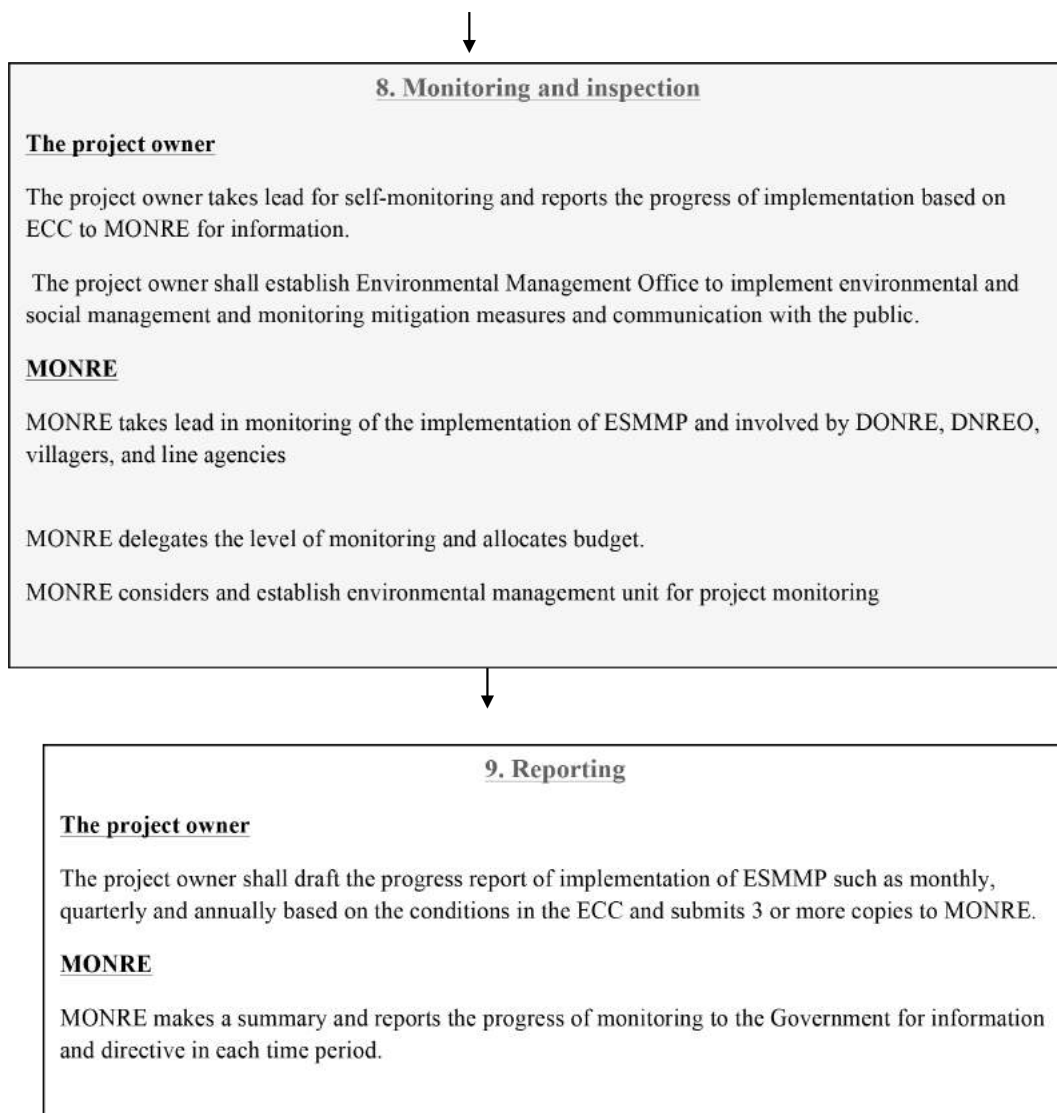 8. Monitoring and inspection
The project owner
The project owner takes lead for self-monitoring and reports the progress of implementation based on
ECC to MONRE for information.
The project owner shall establish Environmental Management Office to implement environmental and
social management and monitoring mitigation measures and communication with the public.
MONRE
MONRE takes lead in monitoring of the implementation of ESMMP and involved by DONRE, DNREO,
villagers, and line agencies
MONRE delegates the level of monitoring and allocates budget.
MONRE considers and establish environmental management unit for project monitoring
9. Reporting
The project owner
The project owner shall draft the progress report of implementation of ESMMP such as monthly,
quarterly and annually based on the conditions in the ECC and submits 3 or more copies to MONRE.
MONRE
MONRE makes a summary and reports the progress of monitoring to the Government for information
and directive in each time period.